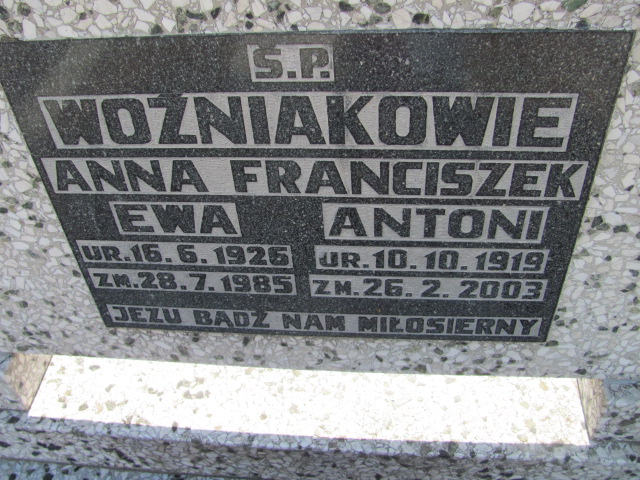 Ś.P.
WOŹNIAKOWIE
ANNA FRANCISZEK
EWA ANTONI
UR. 16. 6. 1926 UR. 10. 10. 1919
ZM. 28. 7. 1985 ZM. 26. 2. 2003
JEZU BĄDŹ NAM MIŁOSIERNY